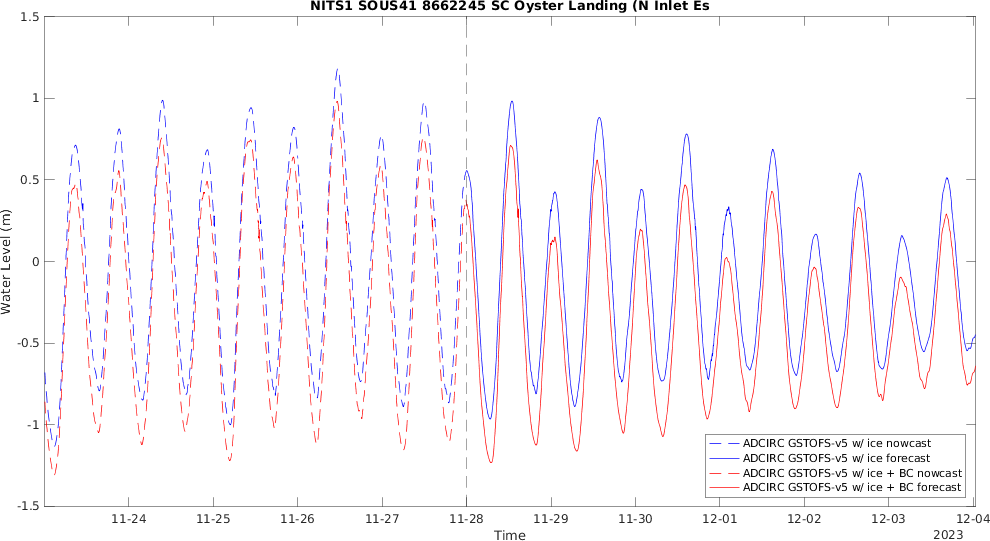 NITS1 SOUS41 8662245 SC Oyster Landing (N Inlet Es
1.5
1
0.5
0
-0.5
-1
-1.5
Water Level (m)
11-24 11-25 11-26 11-27 11-28 11-29 11-30 12-01 12-02 12-03 12-04
Time
2023
ADCIRC GSTOFS-v5 w/ ice nowcast
ADCIRC GSTOFS-v5 w/ ice forecast
ADCIRC GSTOFS-v5 w/ ice + BC nowcast
ADCIRC GSTOFS-v5 w/ ice + BC forecast